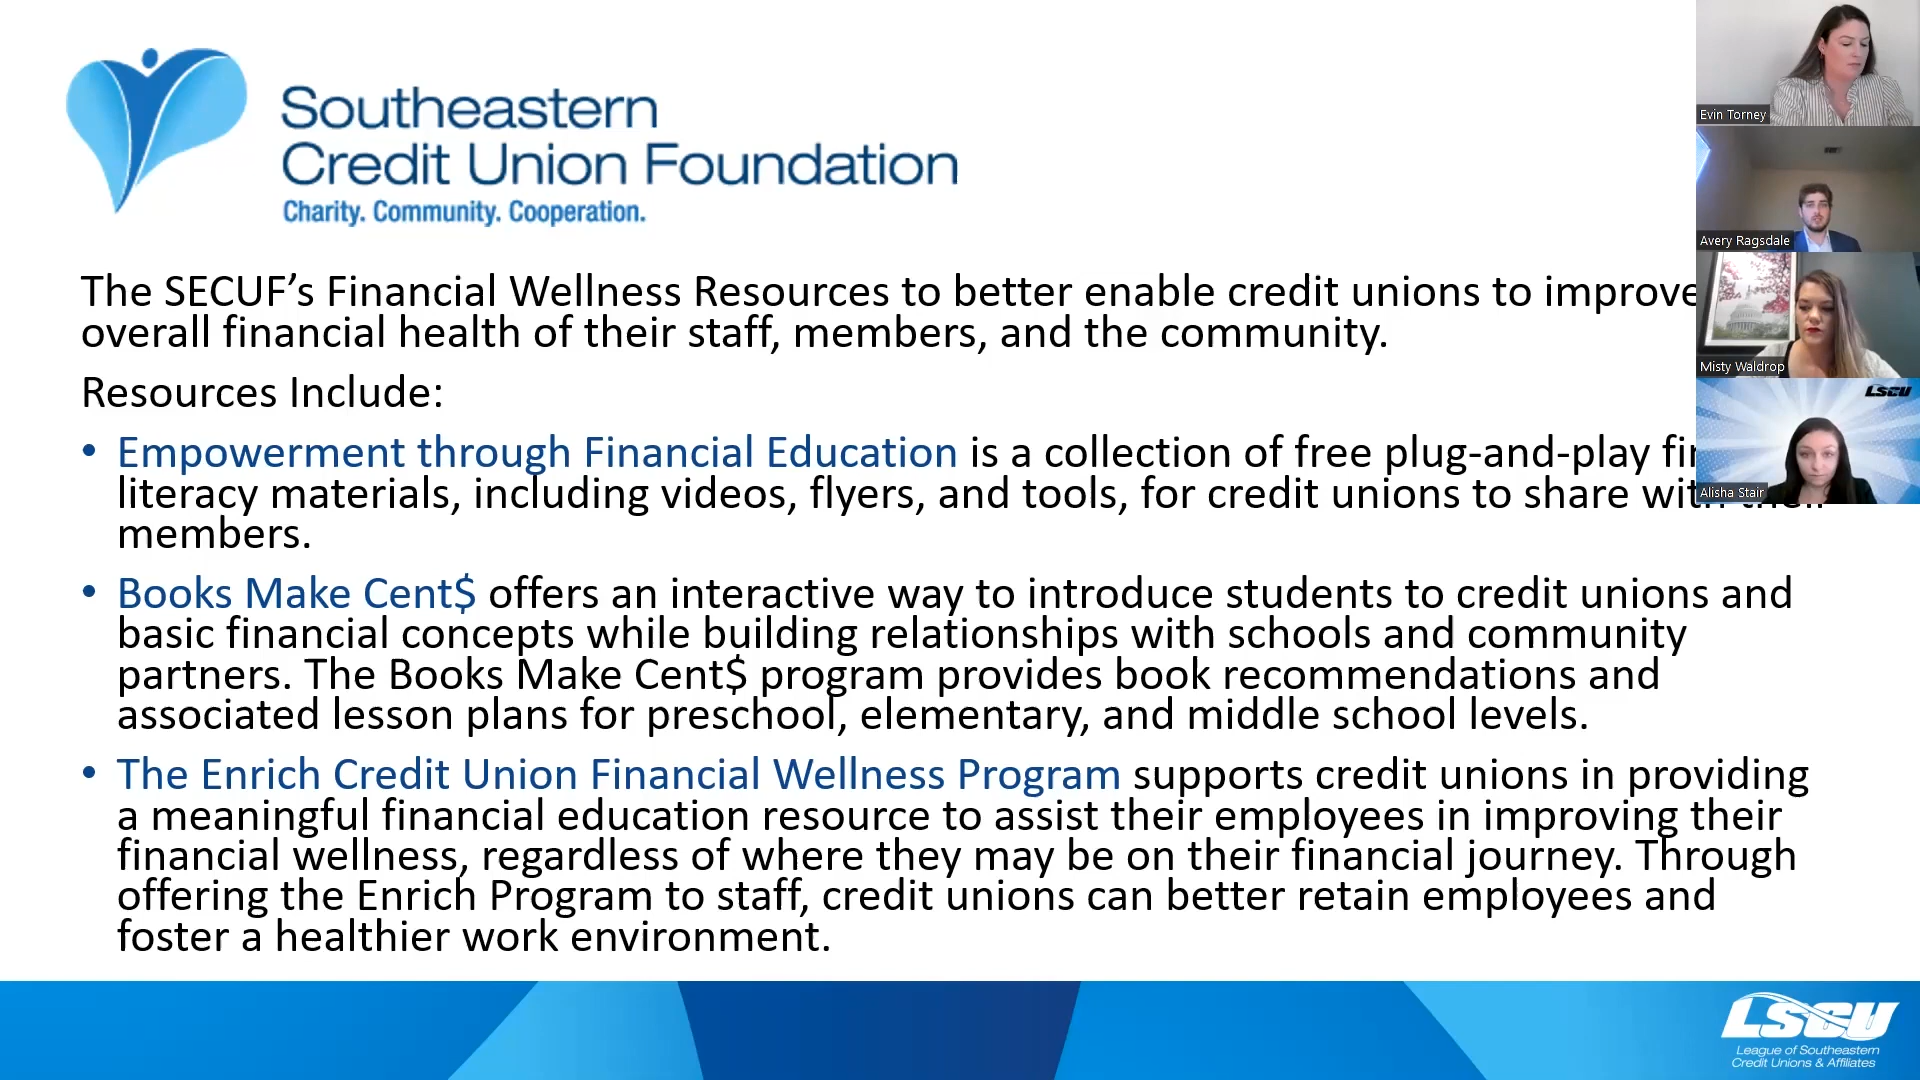 Southeastern
Credit Union Foundation
Charity. Community. Cooperation.
The SECUF’s Financial Wellness Resources to better enable credit unions to improve
overall financial health of their staff, members, and the community.
Resources Include:
• Empowerment through Financial Education is a collection of free plug-and-play
literacy materials, including videos, flyers, and tools, for credit unions to share with their
members.
• Books Make Cent$ offers an interactive way to introduce students to credit unions and
basic financial concepts while building relationships with schools and community
partners. The Books Make Cent$ program provides book recommendations and
associated lesson plans for preschool, elementary, and middle school levels.
• The Enrich Credit Union Financial Wellness Program supports credit unions in providing
a meaningful financial education resource to assist their employees in improving their
financial wellness, regardless of where they may be on their financial journey. Through
offering the Enrich Program to staff, credit unions can better retain employees and
foster a healthier work environment.
Evin Torney
Avery Ragsdale
Misty Waldrop
LSCU
Alisha Stair
LSCU
League of Southeastern
Credit Unions & Affiliates